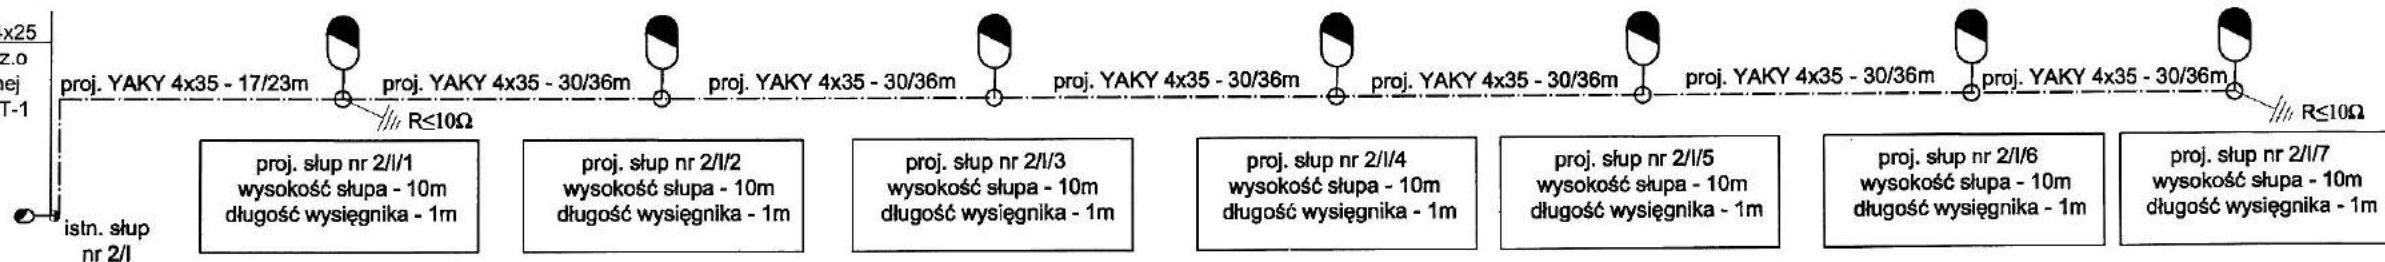 4x25
z.o
nej
T-1
proj. YAKY 4x35 - 17/23m
proj. YAKY 4x35 - 30/36m
proj. YAKY 4x35 - 30/36m
proj. YAKY 4x35 - 30/36m
proj. YAKY 4x35 - 30/36m
proj. YAKY 4x35 - 30/36m
proj. YAKY 4x35 - 30/36m
R≤10Ω
R≤10Ω
proj. słup nr 2/I/1
wysokość słupa - 10m
długość wysięgnika - 1m
proj. słup nr 2/I/2
wysokość słupa - 10m
długość wysięgnika - 1m
proj. słup nr 2/I/3
wysokość słupa - 10m
długość wysięgnika - 1m
proj. słup nr 2/I/4
wysokość słupa - 10m
długość wysięgnika - 1m
proj. słup nr 2/I/5
wysokość słupa - 10m
długość wysięgnika - 1m
proj. słup nr 2/I/6
wysokość słupa - 10m
długość wysięgnika - 1m
proj. słup nr 2/I/7
wysokość słupa - 10m
długość wysięgnika - 1m
istn. słup
nr 2/I